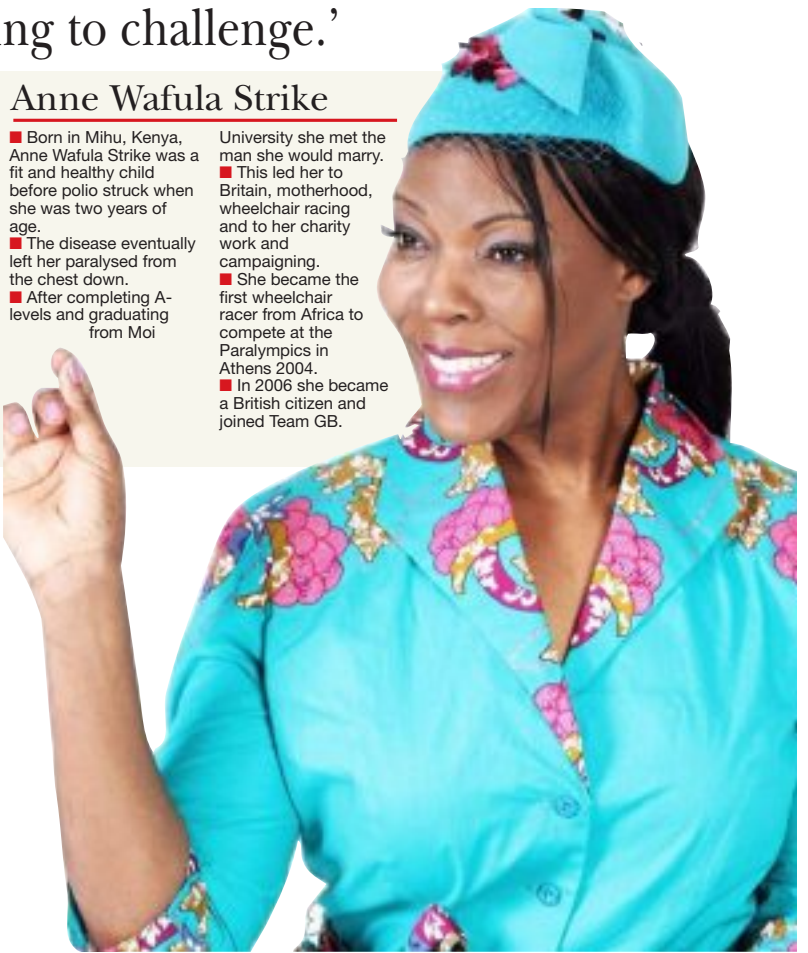 ng to challenge.’
Anne Wafula Strike
■ Born in Mihu, Kenya,
Anne Wafula Strike was a
fit and healthy child
before polio struck when
she was two years of
age.
■ The disease eventually
left her paralysed from
the chest down.
■ After completing A-
levels and graduating
from Moi
University she met the
man she would marry.
■ This led her to
Britain, motherhood,
wheelchair racing
and to her charity
work and
campaigning.
■ She became the
first wheelchair
racer from Africa to
compete at the
Paralympics in
Athens 2004.
■ In 2006 she became
a British citizen and
joined Team GB.